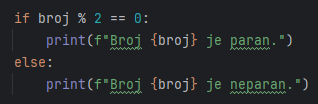 if broj % 2 == 0:
    print(f"Broj {broj} je paran.")
else:
    print(f"Broj {broj} je neparan.")